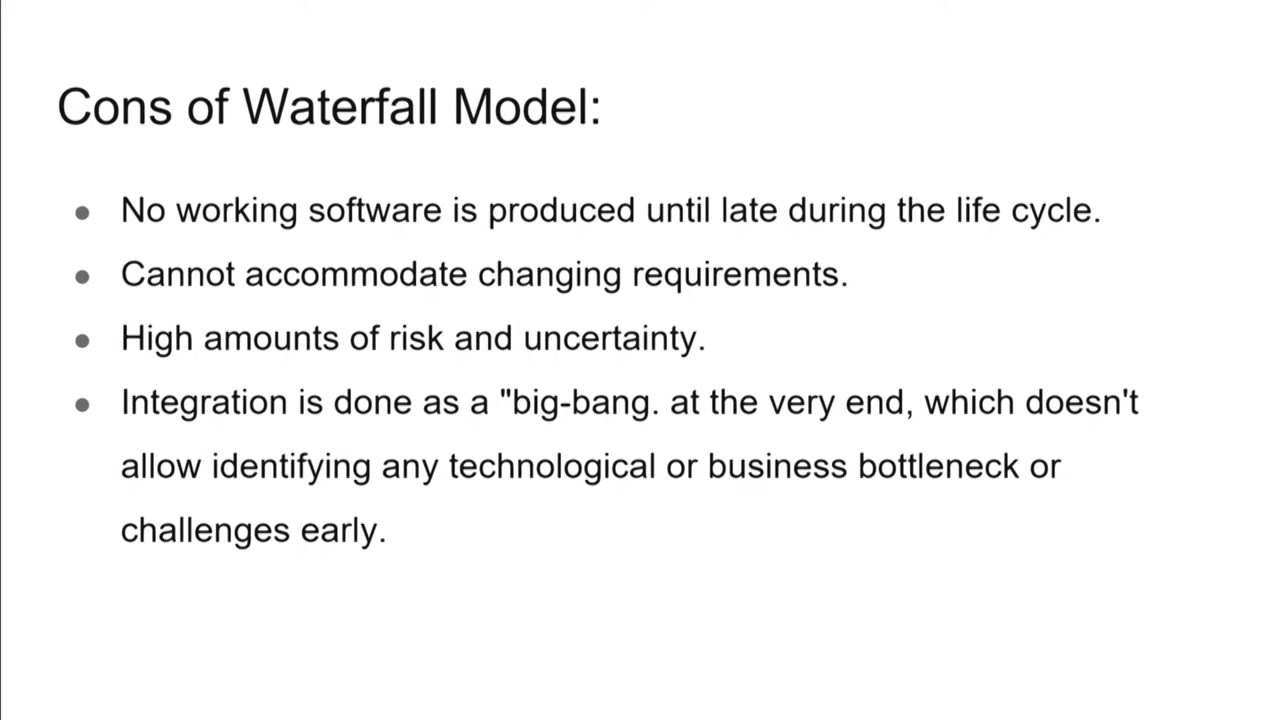 Cons of Waterfall Model:
● No working software is produced until late during the life cycle.
● Cannot accommodate changing requirements.
● High amounts of risk and uncertainty.
● Integration is done as a "big-bang. at the very end, which doesn't
allow identifying any technological or business bottleneck or
challenges early.